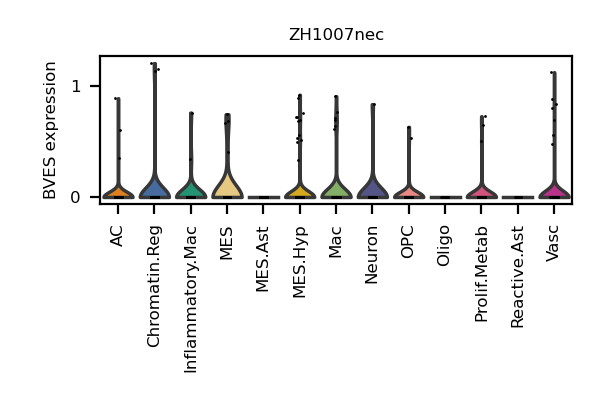 ZH1007nec
BVES expression
1
0
AC
Chromatin.Reg
Inflammatory.Mac
MES
MES.Ast
MES.Hyp
Mac
Neuron
OPC
Oligo
Prolif.Metab
Reactive.Ast
Vasc